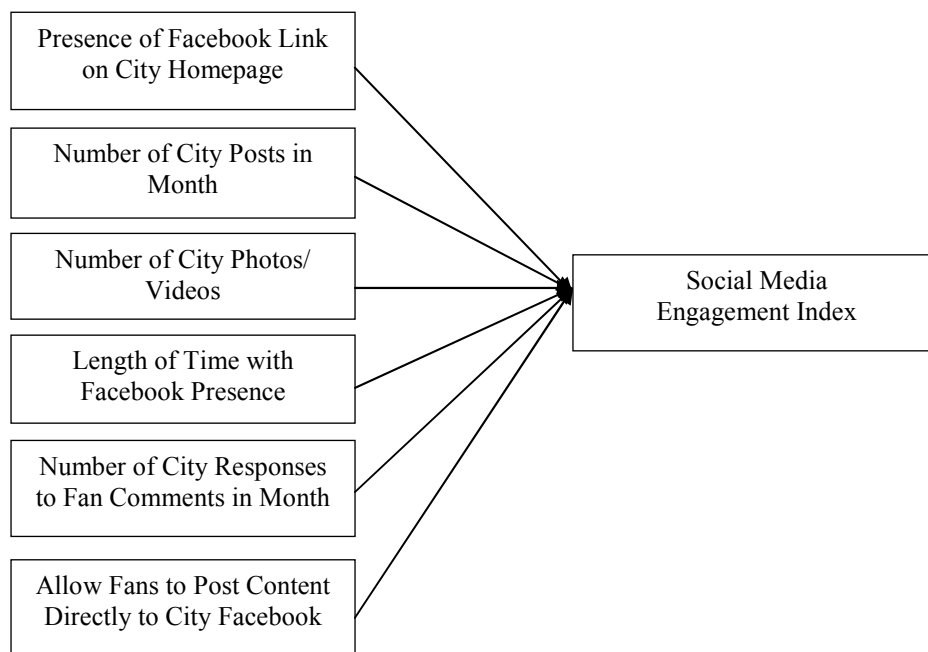 Presence of Facebook Link
on City Homepage
Number of City Posts in
Month
Number of City Photos/
Videos
Length of Time with
Facebook Presence
Number of City Responses
to Fan Comments in Month
Allow Fans to Post Content
Directly to City Facebook
Social Media
Engagement Index